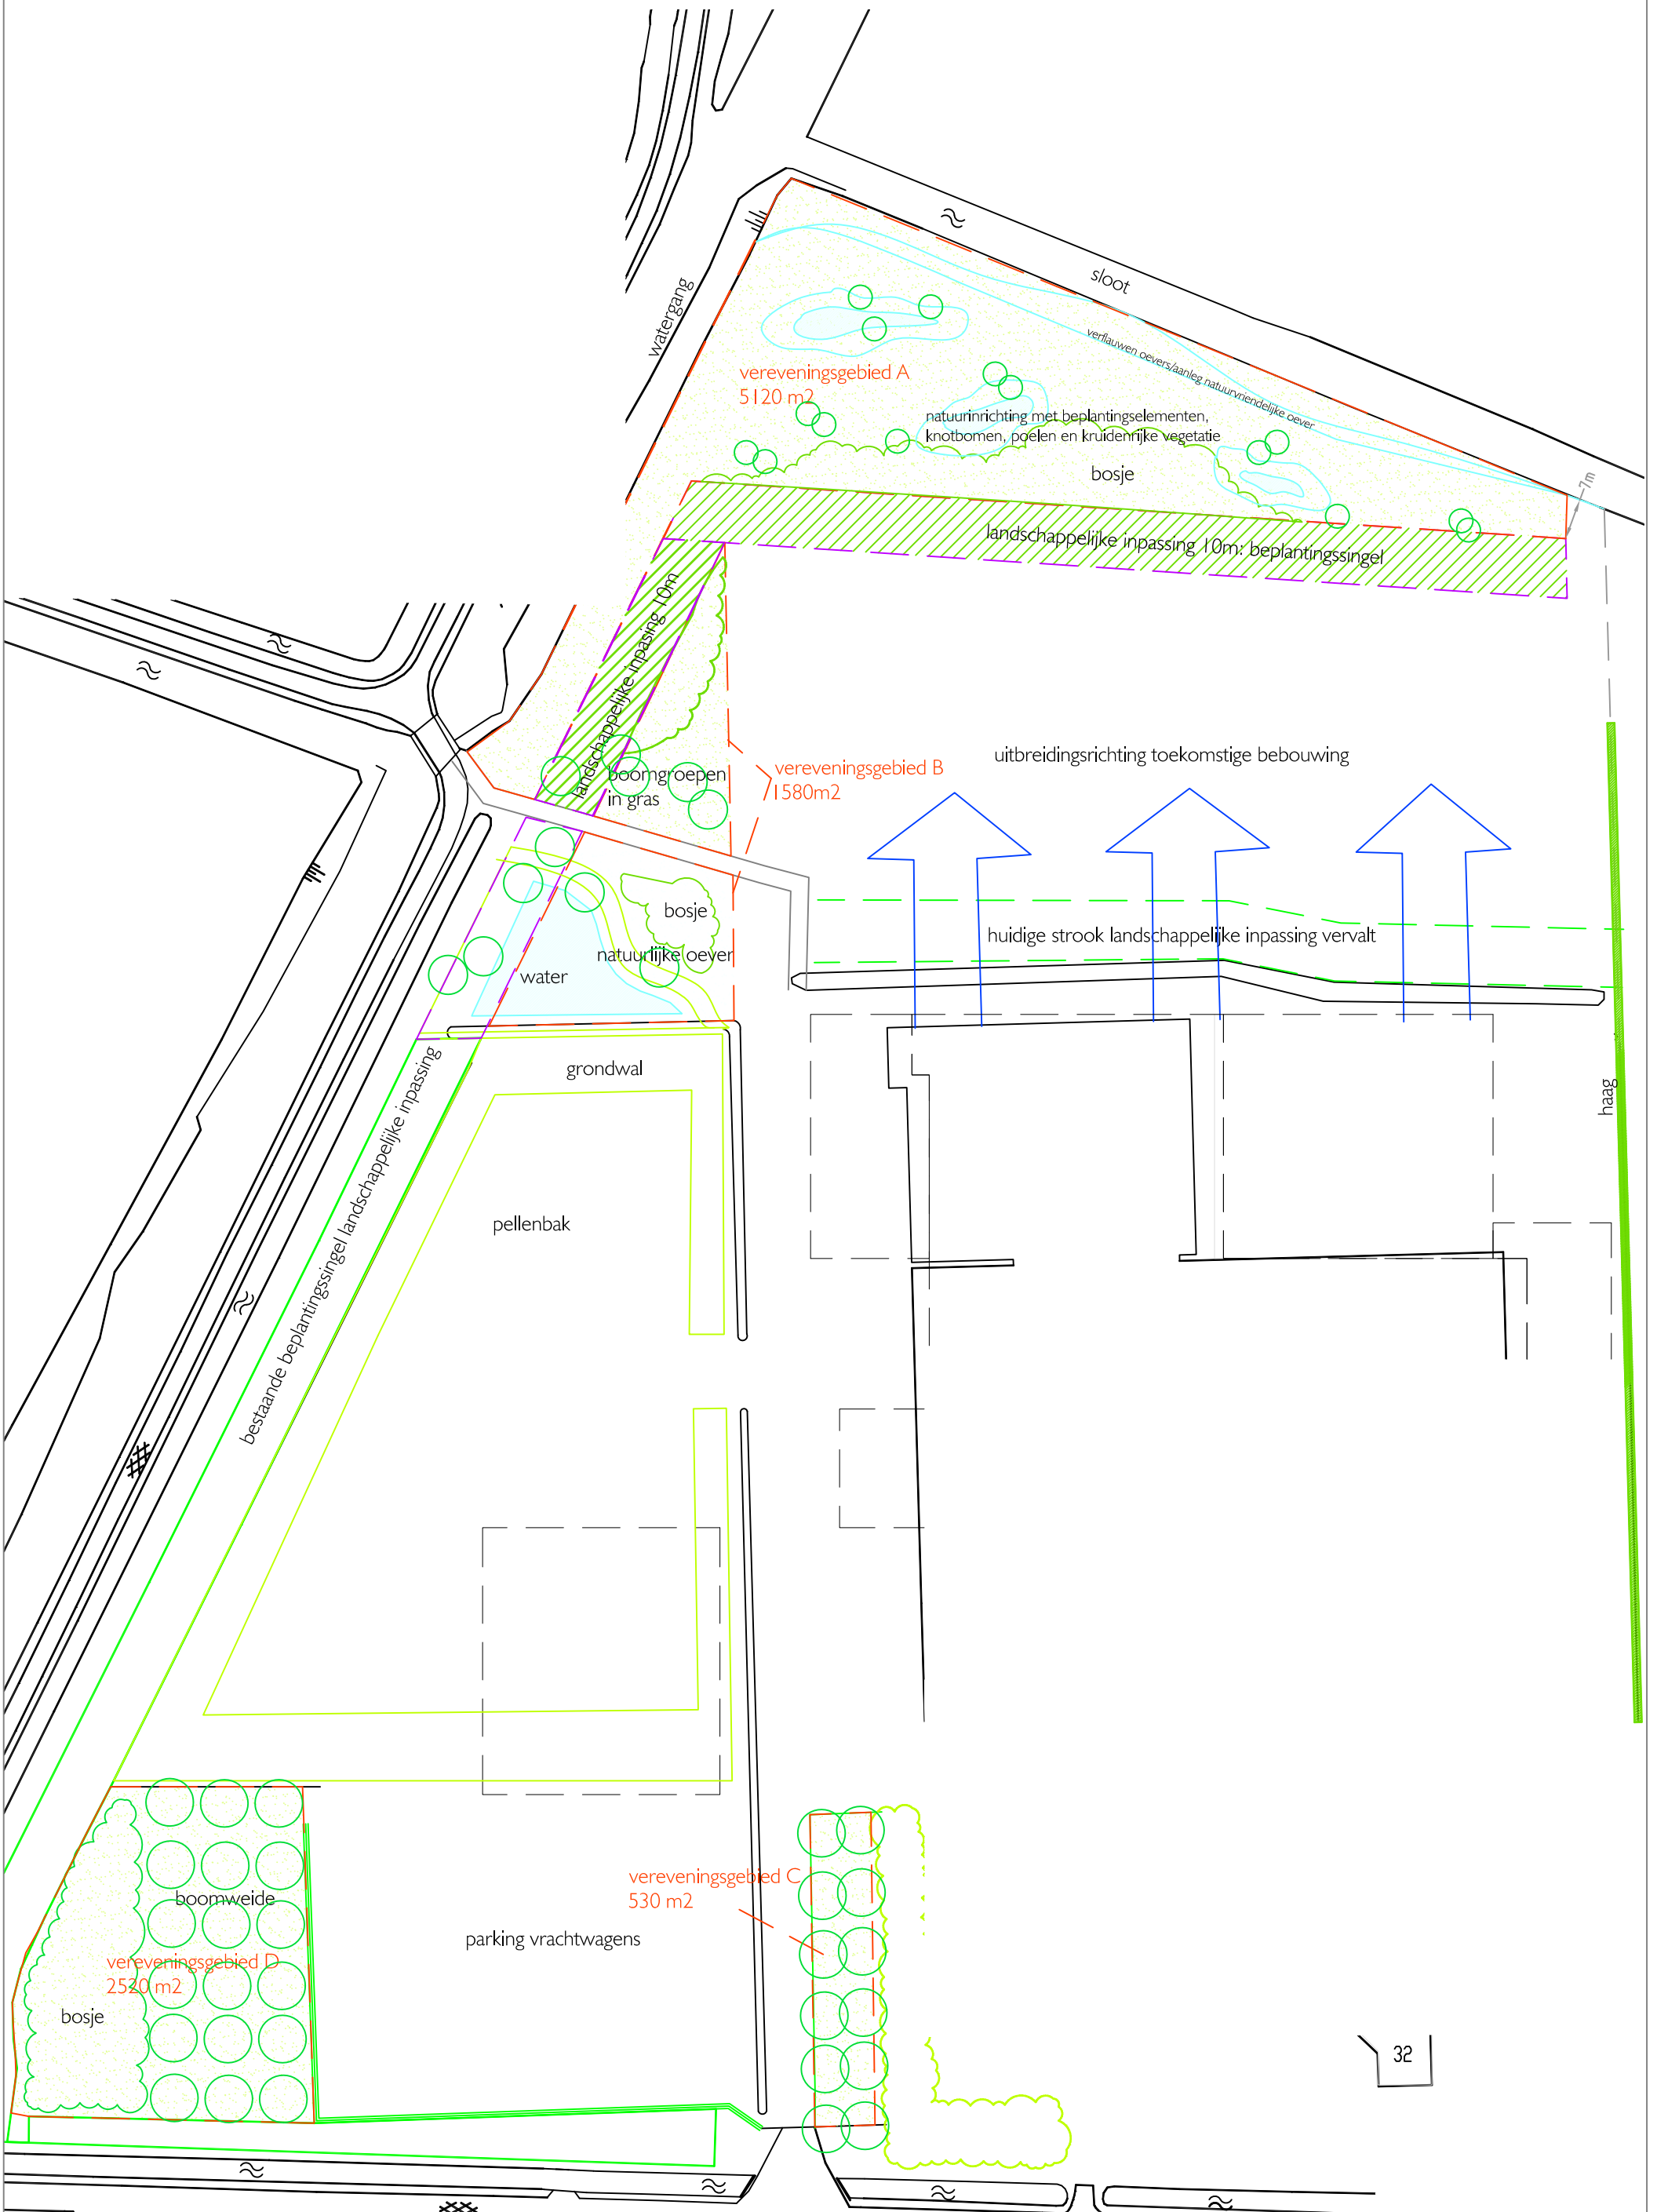 sloot
watergang
verflauwen oevers/aanleg natuurvriendelijke oever
verevenингsgebied A
5120 m2
natuurinrichting met beplantingselementen,
knotbomen, poelen en kruidenrijke vegetatie
bosje
7m
landschappelijke inpassing 10m: beplantingssingel
landschappelijke inpasing 10m
uitbreidingsrichting toekomstige bebouwing
vereveningsgebied B
1580m2
boomgroepen
in gras
bosje
huidige strook landschappelijke inpassing vervalt
natuurlijke oever
water
grondwal
haag
bestaande beplantingssingel landschappelijke inpassing
pellenbak
vereveningsgebied C
530 m2
boomweide
parking vrachtwagens
vereveningsgebied D
2520 m2
bosje
32